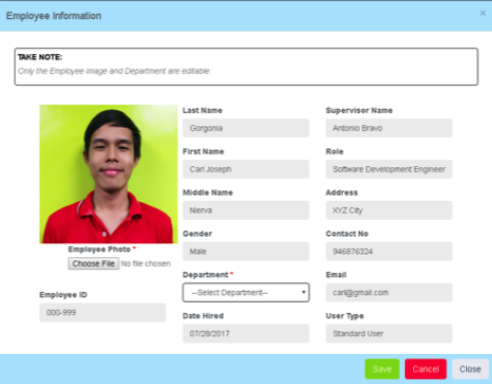 Employee Information
×
TAKE NOTE:
Only the Employee image and Department are editable.
Employee Photo *
Choose File No file chosen
Employee ID
000-999
Last Name
Gorgonia
First Name
Carl Joseph
Middle Name
Nierva
Gender
Male
Department *
--Select Department--
Date Hired
07/28/2017
Supervisor Name
Antonio Bravo
Role
Software Development Engineer
Address
XYZ City
Contact No
946876324
Email
carl@gmail.com
User Type
Standard User
Save
Cancel
Close